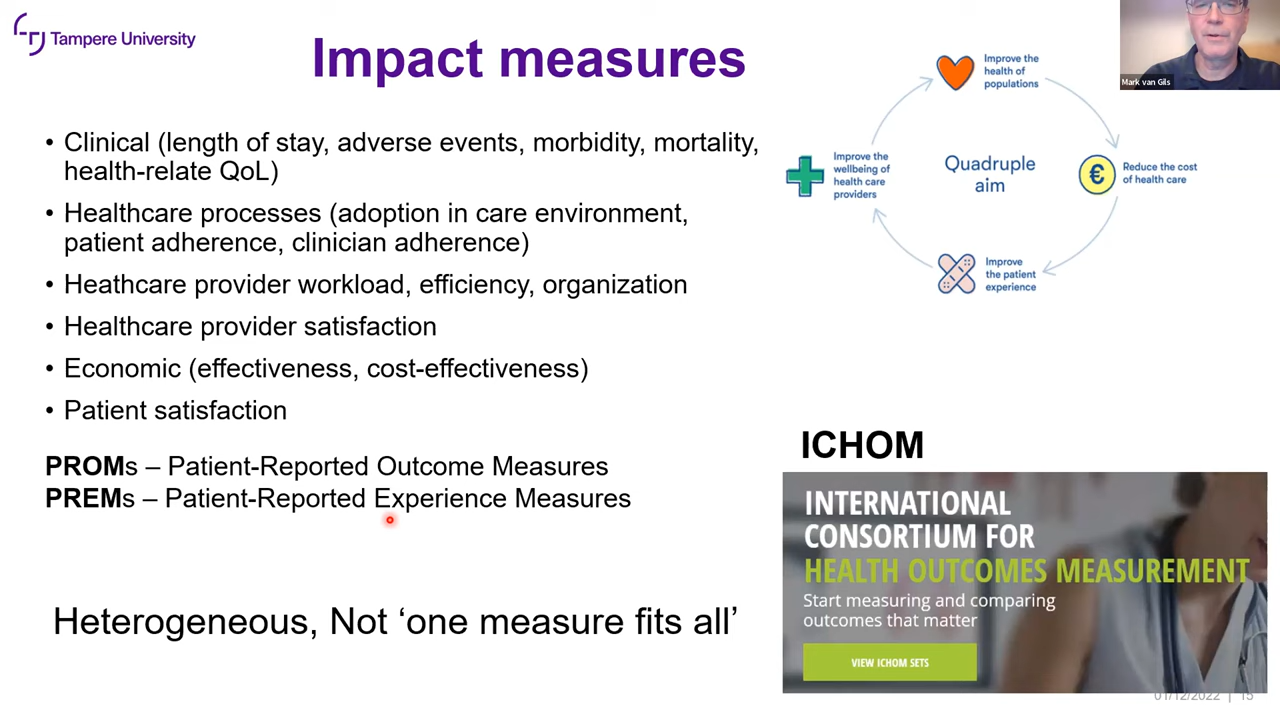 Tampere University
Impact measures
• Clinical (length of stay, adverse events, morbidity, mortality,
health-relate QoL)
• Healthcare processes (adoption in care environment,
patient adherence, clinician adherence)
• Heathcare provider workload, efficiency, organization
• Healthcare provider satisfaction
• Economic (effectiveness, cost-effectiveness)
• Patient satisfaction
PROMs – Patient-Reported Outcome Measures
PREMs – Patient-Reported Experience Measures
Heterogeneous, Not ‘one measure fits all’
Improve the
health of
populations
Quadruple
aim
€
Reduce the cost
of health care
Improve
the patient
experience
Improve the
wellbeing of
health care
providers
Mark van Gils
ICHOM
INTERNATIONAL
CONSORTIUM FOR
HEALTH OUTCOMES MEASUREMENT
Start measuring and comparing
outcomes that matter
VIEW ICHOM SETS
01/12/2022 | 15